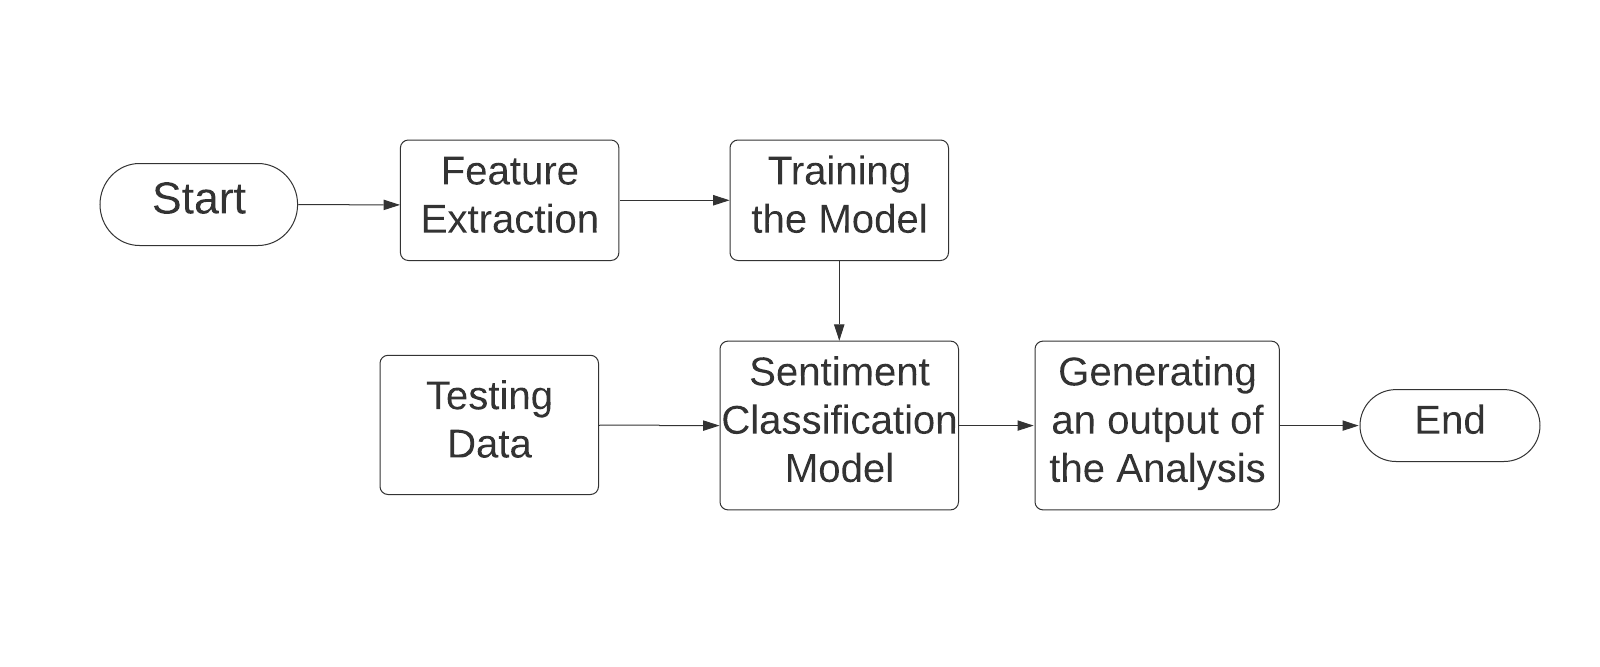 Start
Feature
Extraction
Training
the Model
Testing
Data
Sentiment
Classification
Model
Generating
an output of
the Analysis
End